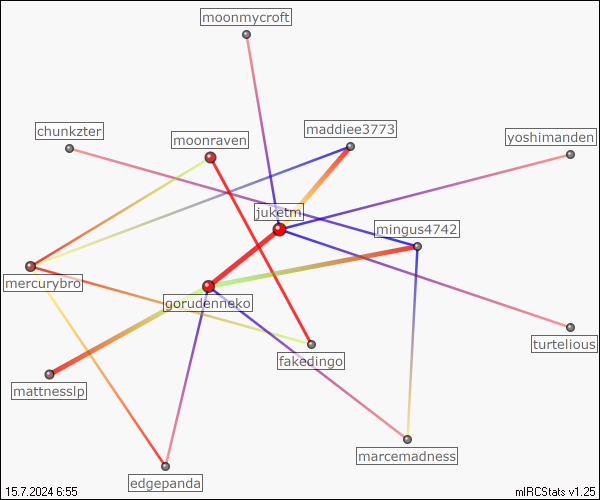 moonmycroft
chunkzter
moonraven
maddiee3773
yoshimanden
juketm
mingus4742
mercurybro
gorudenneko
fakedingo
turtelious
mattnesslp
marcemadness
edgepanda
15.7.2024 6:55
mIRCStats v1.25